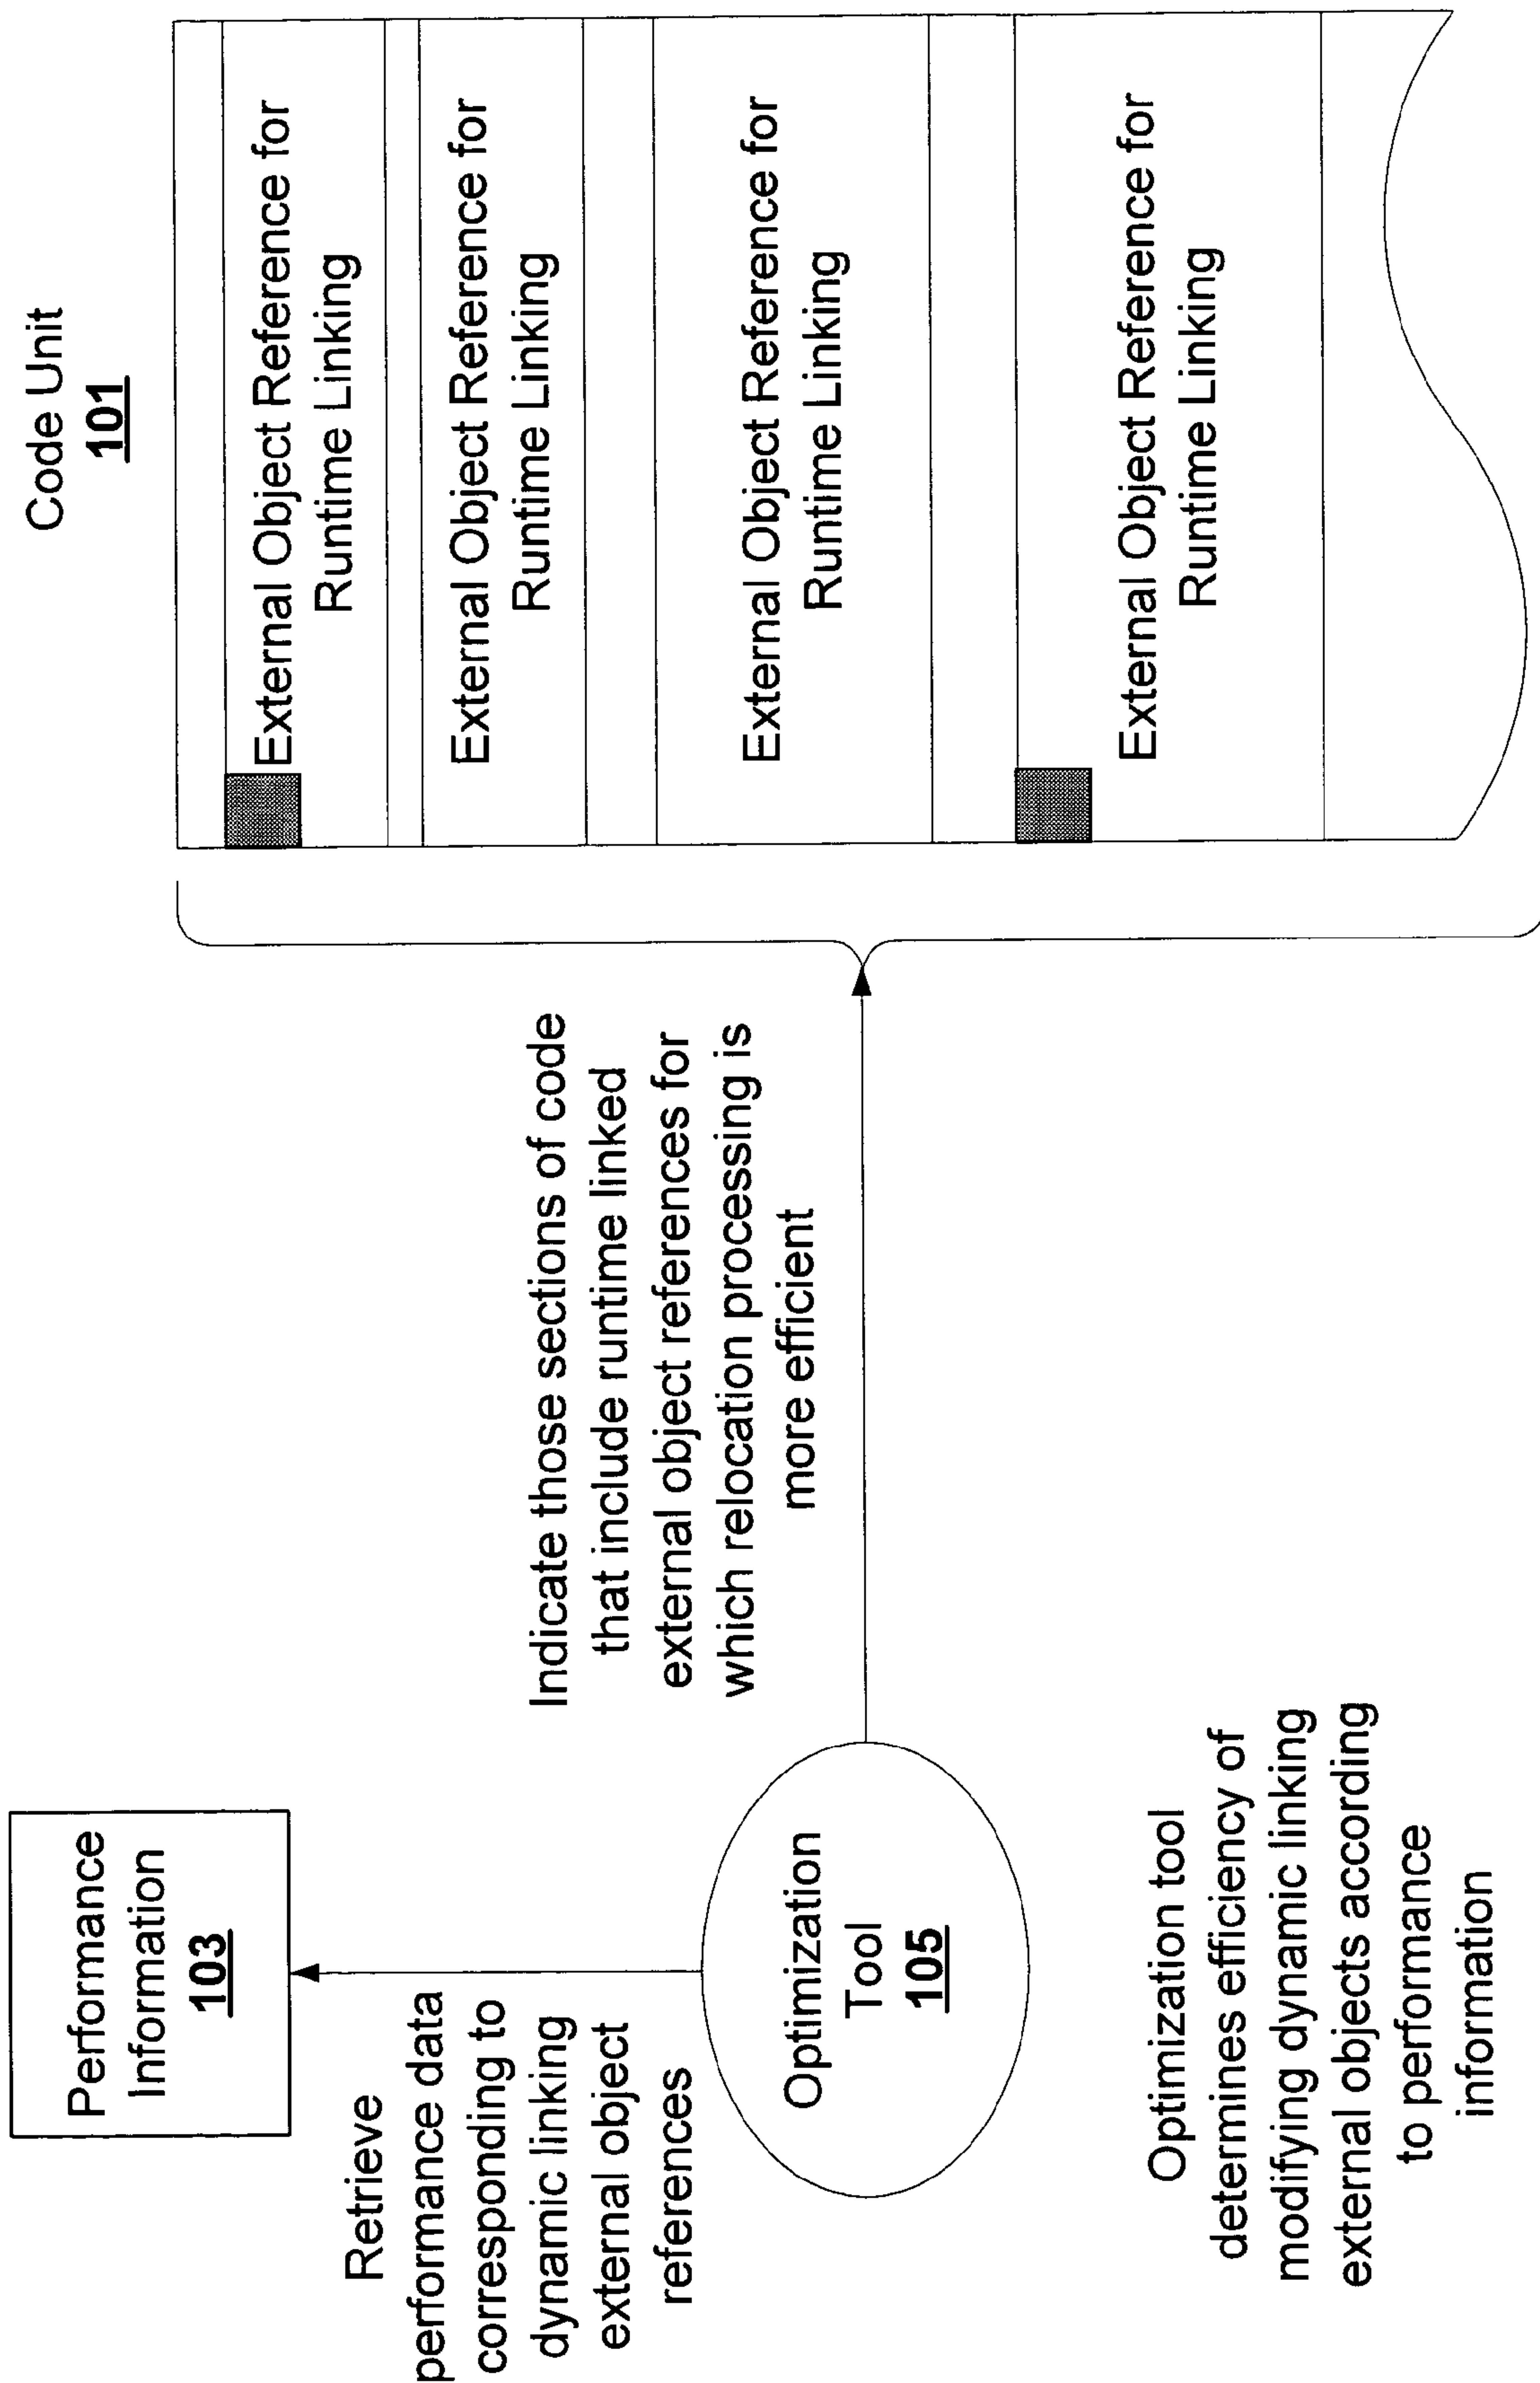 Performance
Information
103
Retrieve
performance data
corresponding to
dynamic linking
external object
references
Optimization
Tool
105
Optimization tool
determines efficiency of
modifying dynamic linking
external objects according
to performance
information
Indicate those sections of code
that include runtime linked
external object references for
which relocation processing is
more efficient
Code Unit
101
External Object Reference for
Runtime Linking
External Object Reference for
Runtime Linking
External Object Reference for
Runtime Linking
External Object Reference for
Runtime Linking